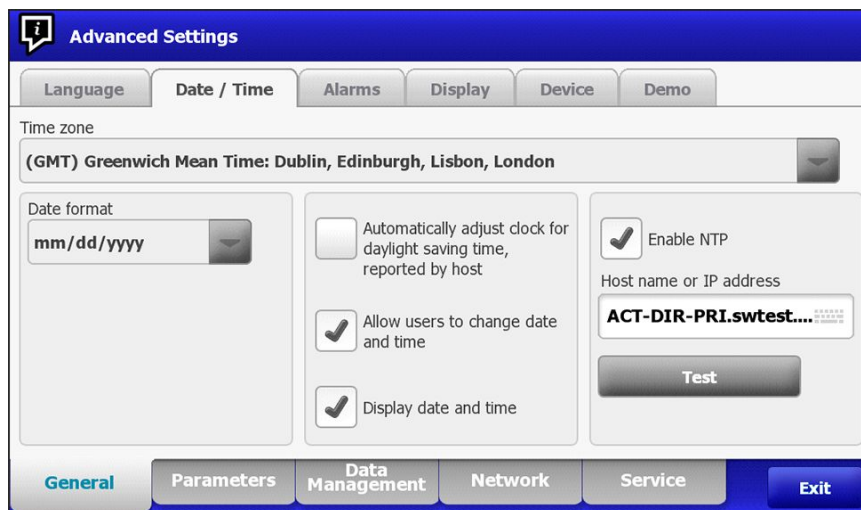 Advanced Settings
Language
Date / Time
Alarms
Display
Device
Demo
Time zone
(GMT) Greenwich Mean Time: Dublin, Edinburgh, Lisbon, London
Date format
mm/dd/yyyy
Automatically adjust clock for
daylight saving time,
reported by host
Allow users to change date
and time
Display date and time
Enable NTP
Host name or IP address
ACT-DIR-PRI.swtest....
Test
General
Parameters
Data
Management
Network
Service
Exit